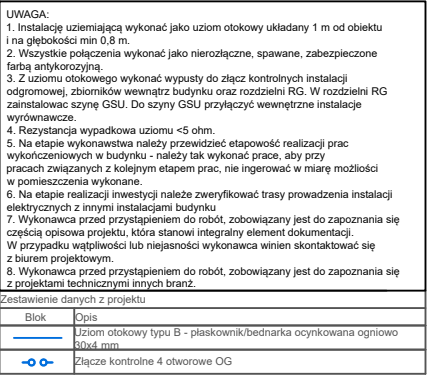 UWAGA:
1. Instalację uziemiającą wykonać jako uziom otokowy układany 1 m od obiektu
i na głębokości min 0,8 m.
2. Wszystkie połączenia wykonać jako nierozłączne, spawane, zabezpieczone
farbą antykorozyjną.
3. Z uziomu otokowego wykonać wypusty do złącz kontrolnych instalacji
odgromowej, zbiorników wewnątrz budynku oraz rozdzielni RG. W rozdzielni RG
zainstalowac szynę GSU. Do szyny GSU przyłączyć wewnętrzne instalacje
wyrównawcze.
4. Rezystancja wypadkowa uziomu <5 ohm.
5. Na etapie wykonawstwa należy przewidzieć etapowość realizacji prac
wykończeniowych w budynku - należy tak wykonać prace, aby przy
pracach związanych z kolejnym etapem prac, nie ingerować w miarę możliości
w pomieszczenia wykonane.
6. Na etapie realizacji inwestycji należe zweryfikować trasy prowadzenia instalacji
elektrycznych z innymi instalacjami budynku
7. Wykonawca przed przystąpieniem do robót, zobowiązany jest do zapoznania się
częścią opisowa projektu, która stanowi integralny element dokumentacji.
W przypadku wątpliwości lub niejasności wykonawca winien skontaktować się
z biurem projektowym.
8. Wykonawca przed przystąpieniem do robót, zobowiązany jest do zapoznania się
z projektami technicznymi innych branż.
Zestawienie danych z projektu
Blok Opis
Uziom otokowy typu B - płaskownik/bednarka ocynkowana ogniowo
30x4 mm
Złącze kontrolne 4 otworowe OG